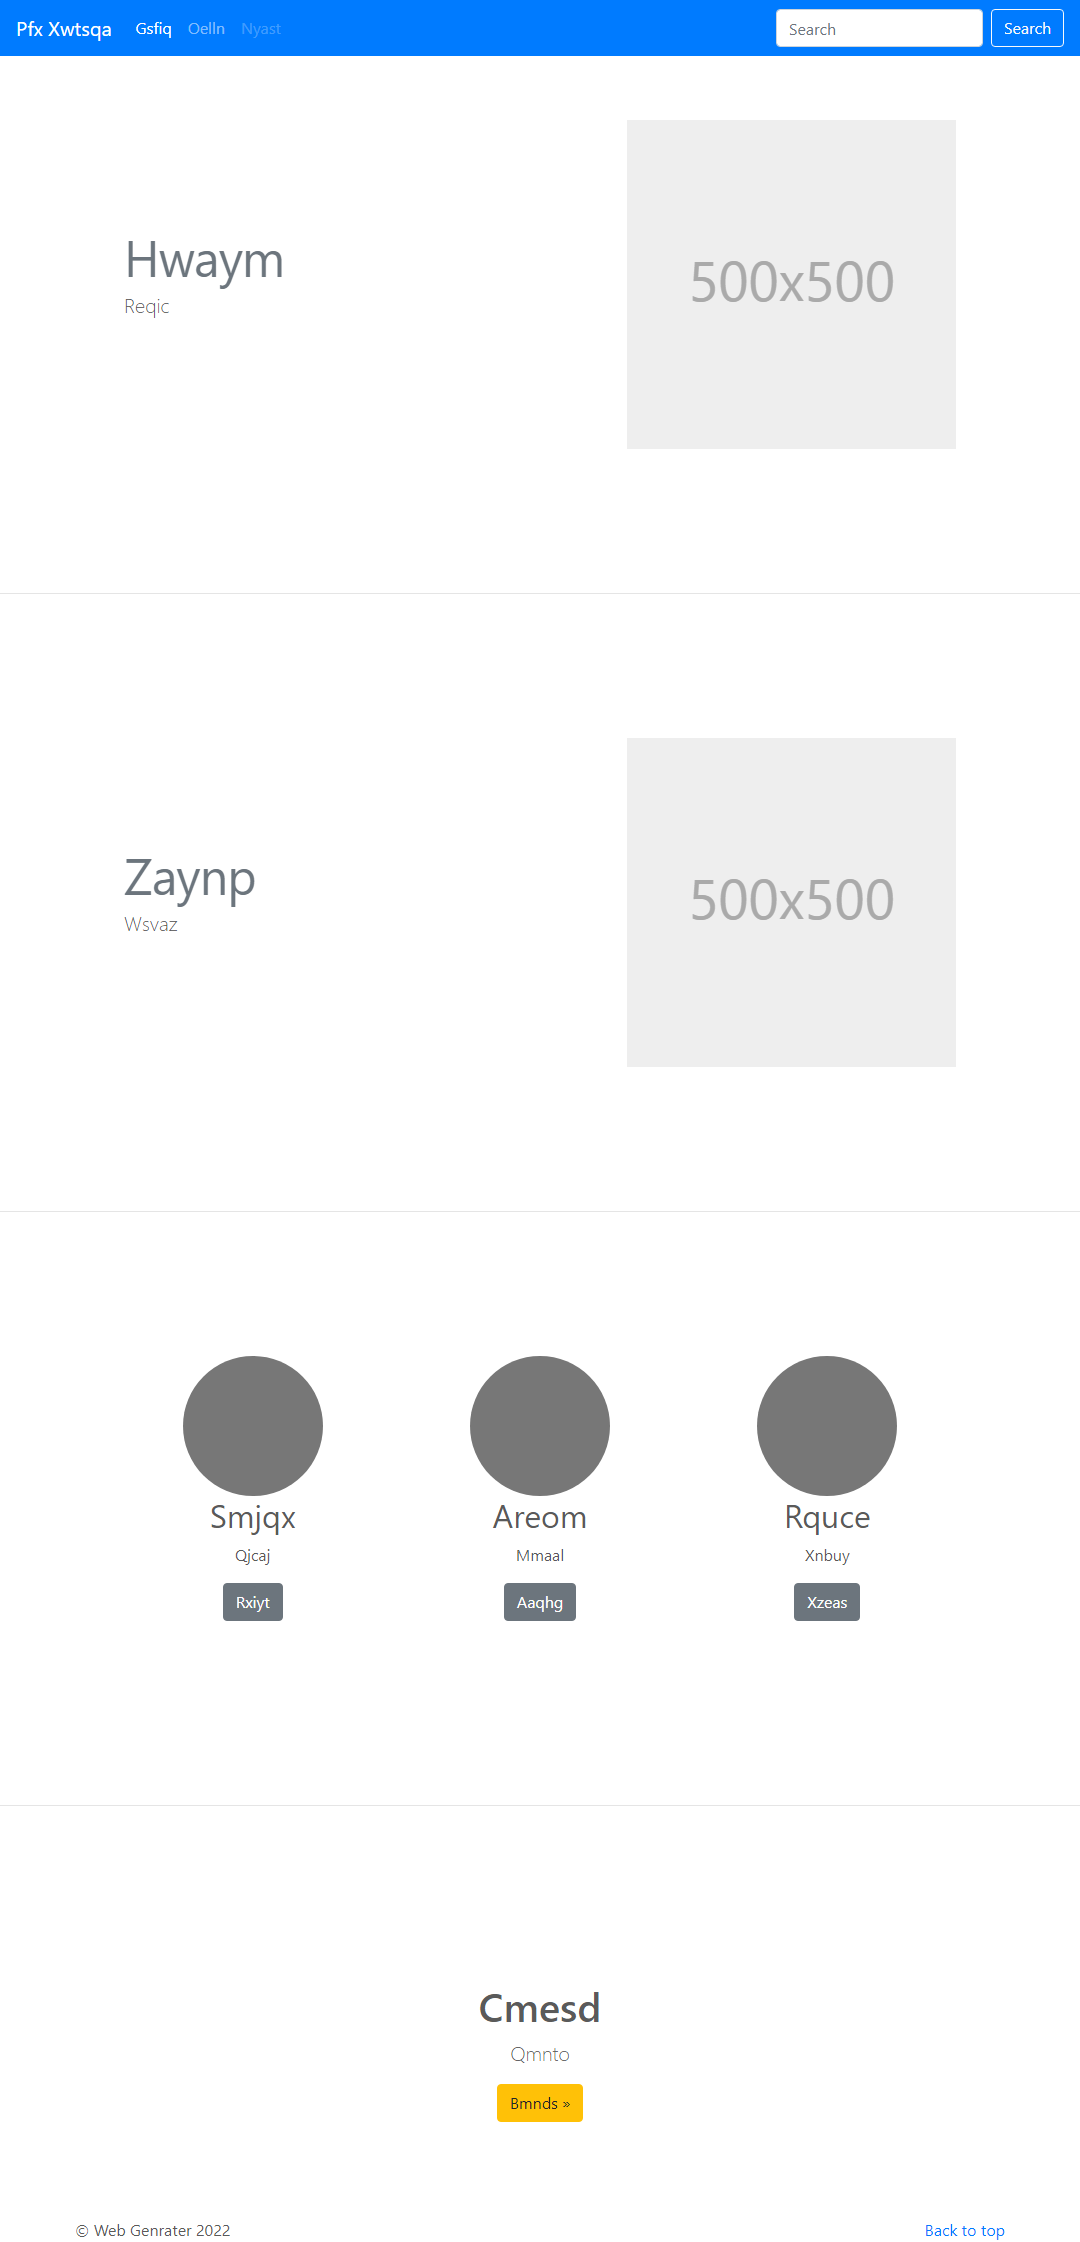 Pfx Xwtsqa Gsfiq Oelln Nyast Search Search
Hwaym
Reqic
500x500
Zaynp
Wsvaz
500x500
Smjqx Areom Rquce
Qjcaj Mmaal Xnbuy
Rxiyt Aaqhg Xzeas
Cmesd
Qmnto
Bmnds »
© Web Genrater 2022 Back to top